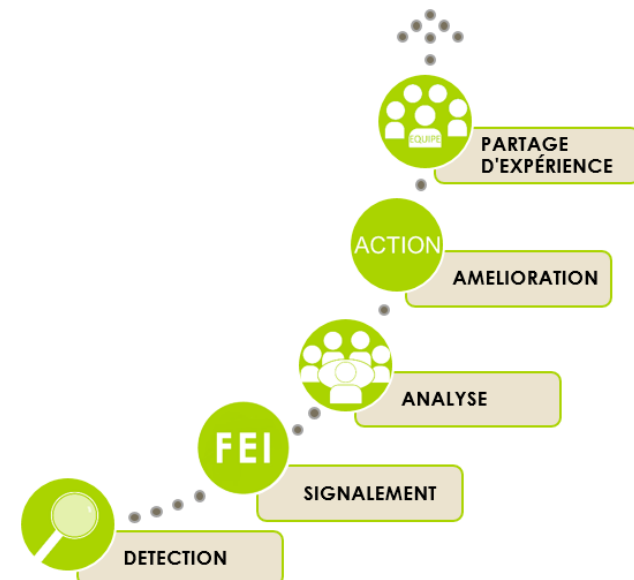 EQUIPE
PARTAGE
D'EXPÉRIENCE
ACTION
AMELIORATION
ANALYSE
FEI
SIGNALEMENT
DETECTION